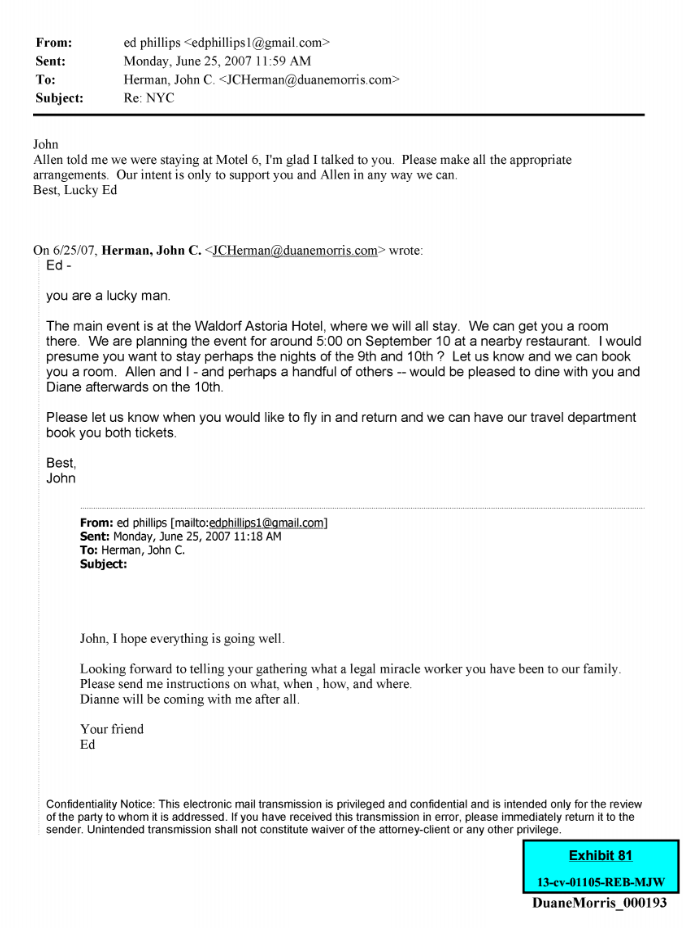 From: ed phillips <edphillips1@gmail.com>
Sent: Monday, June 25, 2007 11:59 AM
To: Herman, John C. <JCHerman@duanemorris.com>
Subject: Re: NYC
John
Allen told me we were staying at Motel 6, I'm glad I talked to you. Please make all the appropriate
arrangements. Our intent is only to support you and Allen in any way we can.
Best, Lucky Ed
On 6/25/07, Herman, John C. <JCHerman@duanemorris.com> wrote:
Ed -
you are a lucky man.
The main event is at the Waldorf Astoria Hotel, where we will all stay. We can get you a room
there. We are planning the event for around 5:00 on September 10 at a nearby restaurant. I would
presume you want to stay perhaps the nights of the 9th and 10th ? Let us know and we can book
you a room. Allen and I - and perhaps a handful of others -- would be pleased to dine with you and
Diane afterwards on the 10th.
Please let us know when you would like to fly in and return and we can have our travel department
book you both tickets.
Best,
John
From: ed phillips [mailto:edphillips1@gmail.com]
Sent: Monday, June 25, 2007 11:18 AM
To: Herman, John C.
Subject:
John, I hope everything is going well.
Looking forward to telling your gathering what a legal miracle worker you have been to our family.
Please send me instructions on what, when , how, and where.
Dianne will be coming with me after all.
Your friend
Ed
Confidentiality Notice: This electronic mail transmission is privileged and confidential and is intended only for the review
of the party to whom it is addressed. If you have received this transmission in error, please immediately return it to the
sender. Unintended transmission shall not constitute waiver of the attorney-client or any other privilege.
Exhibit 81
13-cv-01105-REB-MJW
DuaneMorris_000193